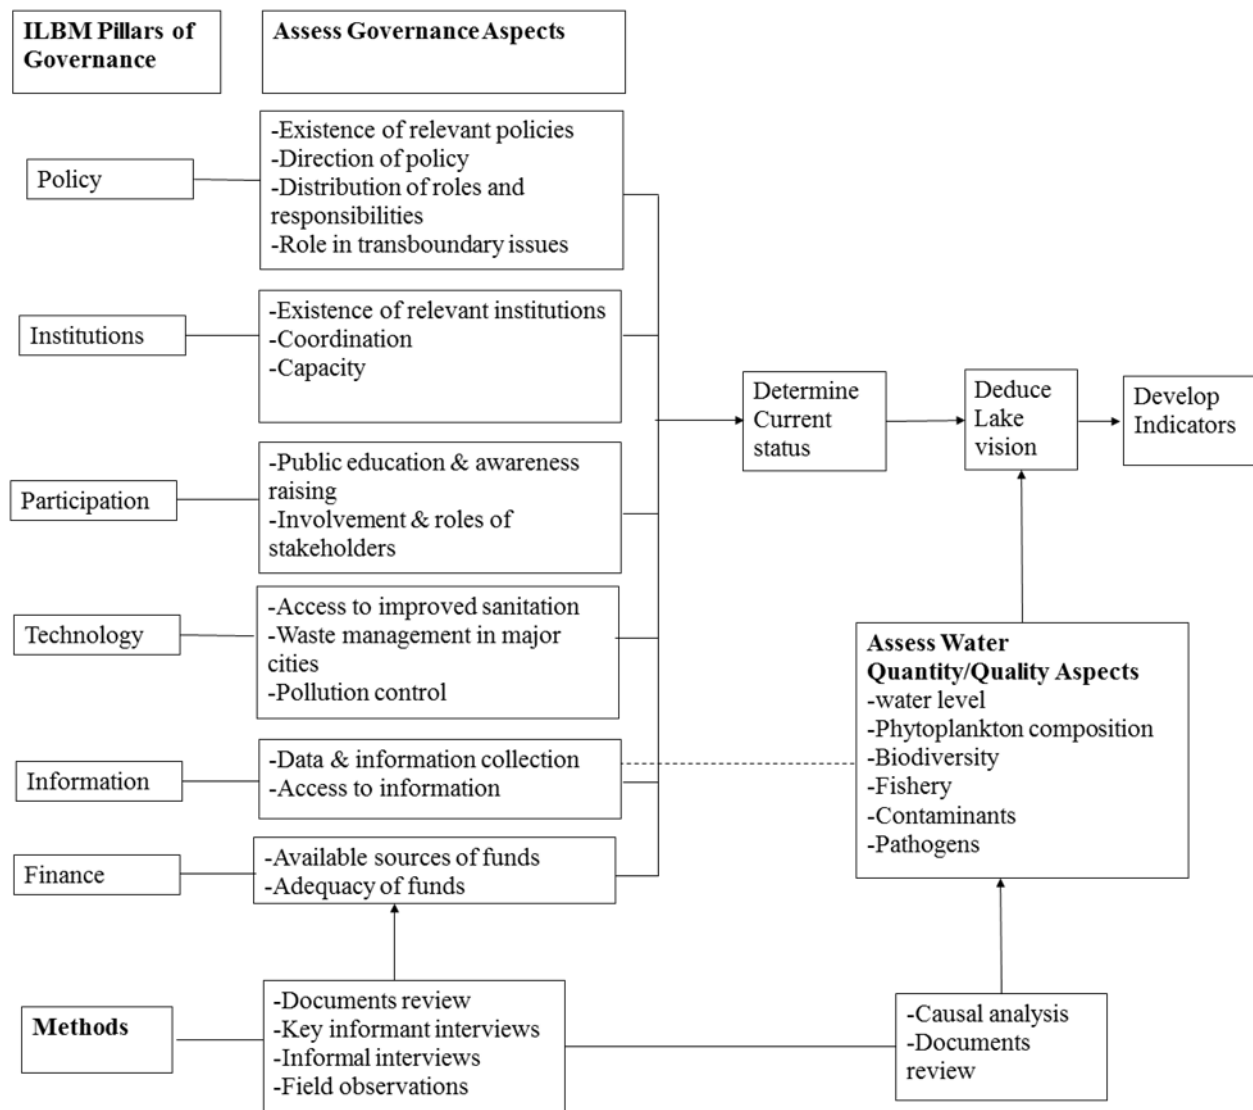 ILBM Pillars of
Governance
Assess Governance Aspects
Policy
-Existence of relevant policies
-Direction of policy
-Distribution of roles and
responsibilities
-Role in transboundary issues
Institutions
-Existence of relevant institutions
-Coordination
-Capacity
Participation
-Public education & awareness
raising
-Involvement & roles of
stakeholders
Technology
-Access to improved sanitation
-Waste management in major
cities
-Pollution control
Information
-Data & information collection
-Access to information
Finance
-Available sources of funds
-Adequacy of funds
Methods
-Documents review
-Key informant interviews
-Informal interviews
-Field observations
Determine
Current
status
Deduce
Lake
vision
Develop
Indicators
Assess Water
Quantity/Quality Aspects
-water level
-Phytoplankton composition
-Biodiversity
-Fishery
-Contaminants
-Pathogens
-Causal analysis
-Documents
review